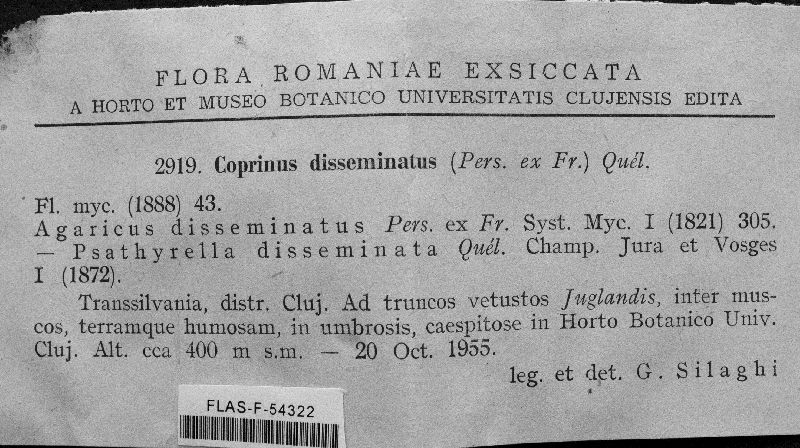 FLORA ROMANIAE EXSICCATA
A HORTO ET MUSEO BOTANICO UNIVERSITATIS CLUJENSIS EDITA
2919. Coprinus disseminatus (Pers. ex Fr.) Quél.
Fl. myc. (1888) 43.
Agaricus disseminatus Pers. ex Fr. Syst. Myc. I (1821) 305.
— Psathyrella disseminata Quél. Champ. Jura et Vosges
I (1872).
Transsilvania, distr. Cluj. Ad truncos vetustos Juglandis, inter mus-
cos, terramque humosam, in umbrosis, caespitose in Horto Botanico Univ.
Cluj. Alt. cca 400 m s.m. — 20 Oct. 1955.
leg. et det. G. Silaghi
FLAS-F-54322